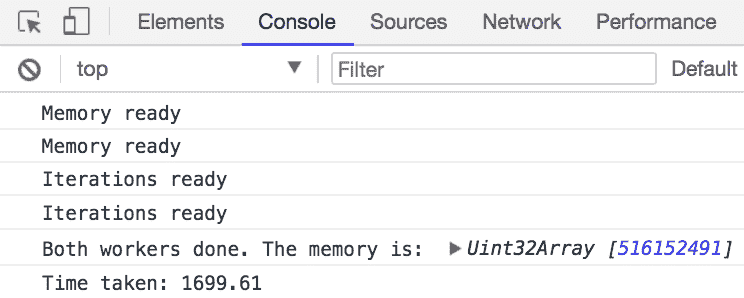 Elements Console Sources Network Performance
top Filter Default
Memory ready
Memory ready
Iterations ready
Iterations ready
Both workers done. The memory is: ▶Uint32Array [516152491]
Time taken: 1699.61